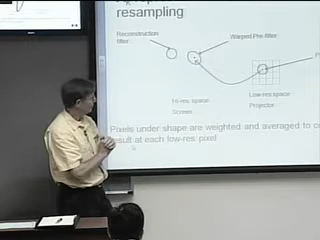 resampling
Reconstruction
filter
Warped Pre-filter
Hi-res space
Screen
Low-res space
Projector
Pixels under shape are weighted and averaged to
result at each low-res pixel